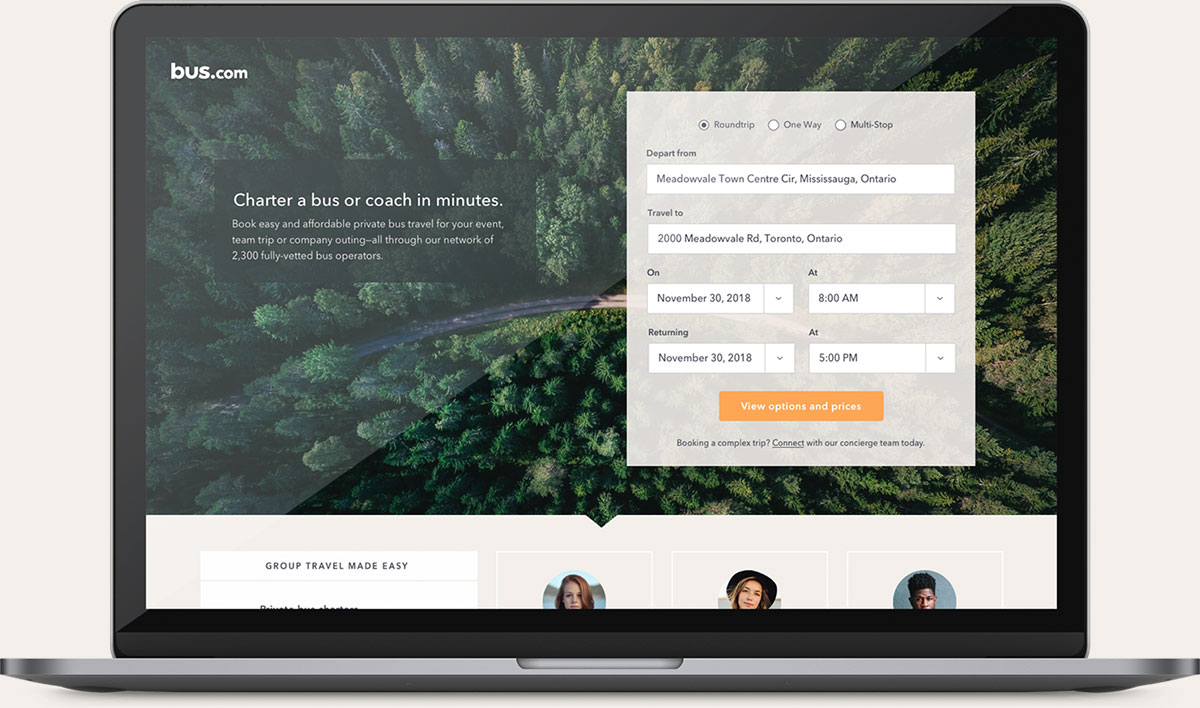 bus.com
Charter a bus or coach in minutes.
Book easy and affordable private bus travel for your event,
team trip or company outing—all through our network of
2,300 fully-vetted bus operators.
Roundtrip One Way Multi-Stop
Depart from
Meadowvale Town Centre Cir, Mississauga, Ontario
Travel to
2000 Meadowvale Rd, Toronto, Ontario
On At
November 30, 2018 8:00 AM
Returning At
November 30, 2018 5:00 PM
View options and prices
Booking a complex trip? Connect with our concierge team today.
GROUP TRAVEL MADE EASY
Private bus charters